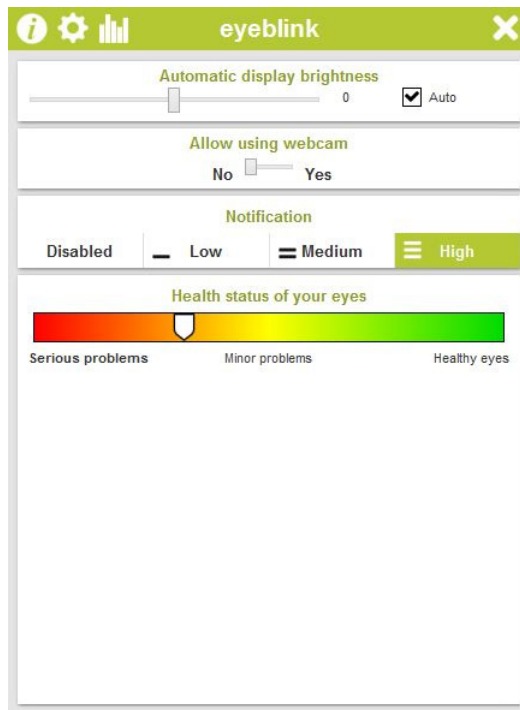 eyeblink
Automatic display brightness
0 Auto
Allow using webcam
No Yes
Notification
Disabled Low Medium High
Health status of your eyes
Serious problems Minor problems Healthy eyes